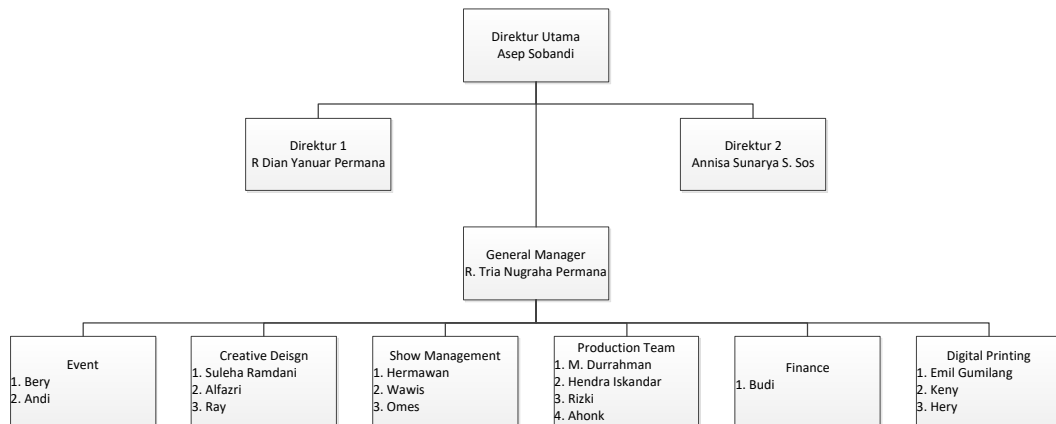 Direktur Utama
Asep Sobandi
Direktur 1
R Dian Yanuar Permana
Direktur 2
Annisa Sunarya S. Sos
General Manager
R. Tria Nugraha Permana
Event
1. Bery
2. Andi
Creative Deisgn
1. Suleha Ramdani
2. Alfazri
3. Ray
Show Management
1. Hermawan
2. Wawis
3. Omes
Production Team
1. M. Durrahman
2. Hendra Iskandar
3. Rizki
4. Ahonk
Finance
1. Budi
Digital Printing
1. Emil Gumilang
2. Keny
3. Hery